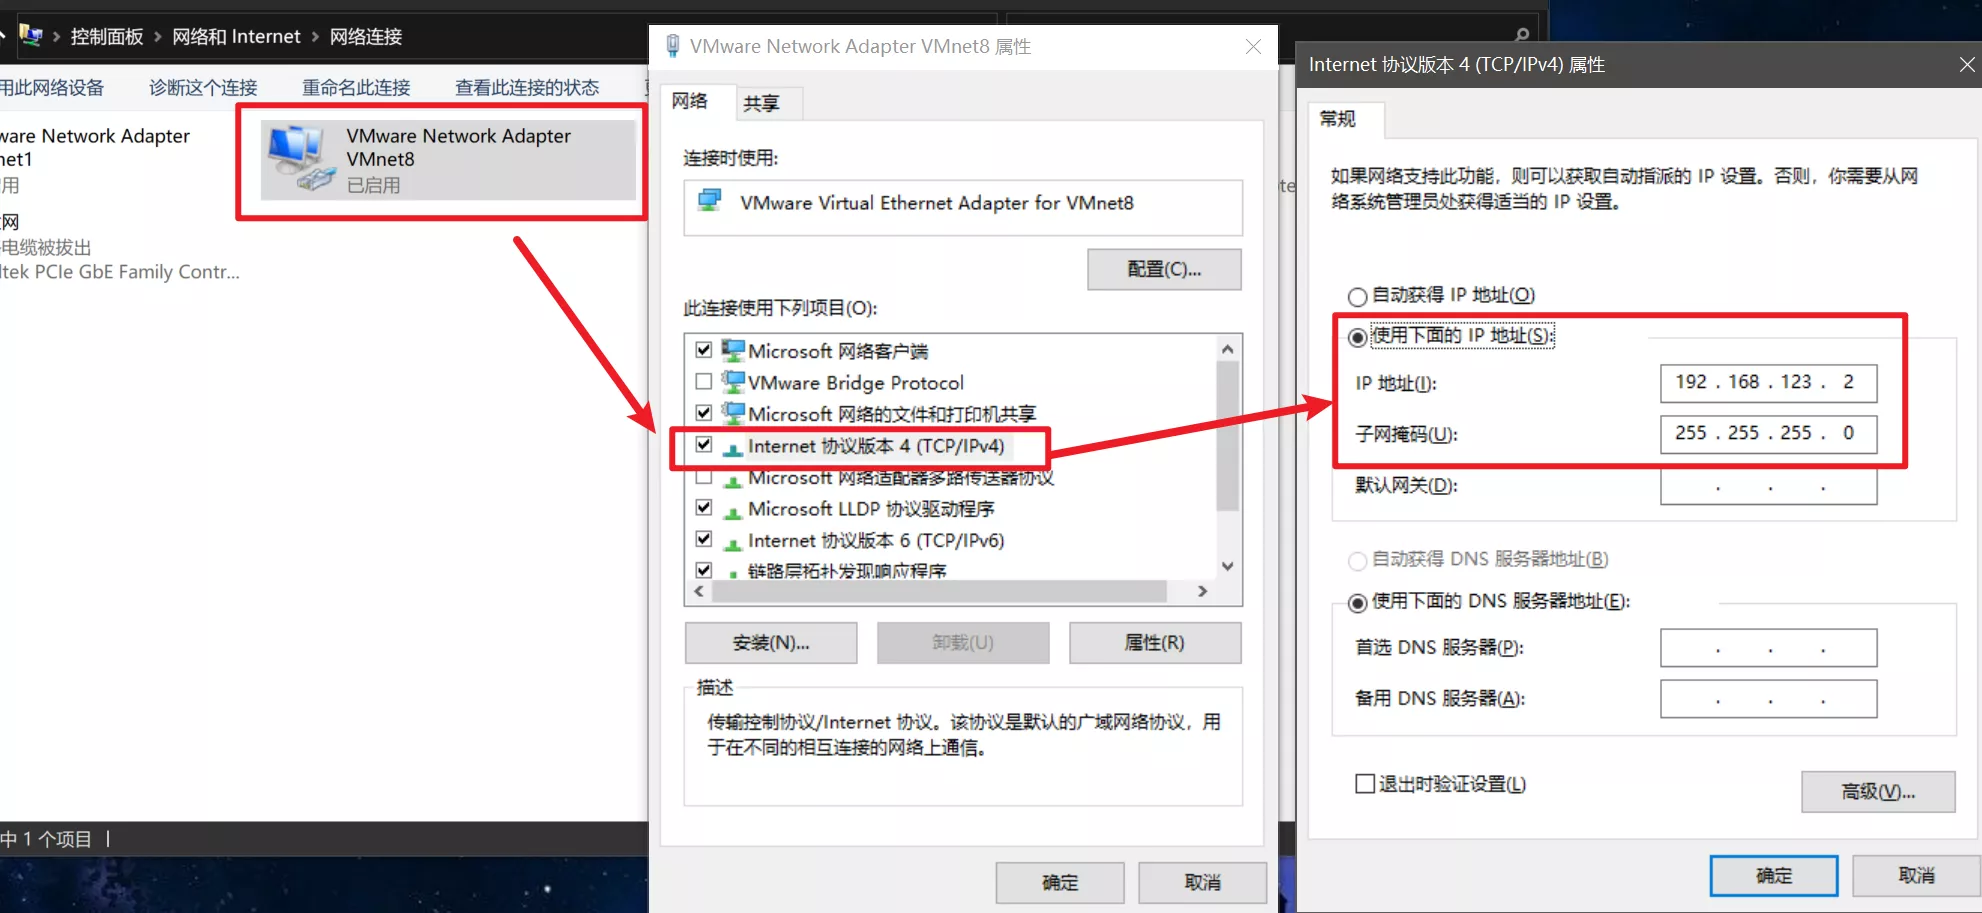 控制面板 > 网络和 Internet > 网络连接
用此网络设备
诊断这个连接
重命名此连接
查看此连接的状态
ware Network Adapter
net1
用
网
电缆被拔出
ltek PCIe GbE Family Contr...
VMware Network Adapter
VMnet8
已启用
中 1 个项目
VMware Network Adapter VMnet8 属性
网络
共享
连接时使用:
VMware Virtual Ethernet Adapter for VMnet8
配置(C)...
此连接使用下列项目(O):
Microsoft 网络客户端
VMware Bridge Protocol
Microsoft 网络的文件和打印机共享
Internet 协议版本 4 (TCP/IPv4)
Microsoft 网络适配器多路传送器协议
Microsoft LLDP 协议驱动程序
Internet 协议版本 6 (TCP/IPv6)
链路层拓扑发现响应程序
安装(N)...
卸载(U)
属性(R)
描述
传输控制协议/Internet 协议。该协议是默认的广域网络协议，用
于在不同的相互连接的网络上通信。
确定
取消
Internet 协议版本 4 (TCP/IPv4) 属性
常规
如果网络支持此功能，则可以获取自动指派的 IP 设置。否则，你需要从网
络系统管理员处获得适当的 IP 设置。
自动获得 IP 地址(O)
使用下面的 IP 地址(S):
IP 地址(I):
192 . 168 . 123 . 2
子网掩码(U):
255 . 255 . 255 . 0
默认网关(D):
. . .
自动获得 DNS 服务器地址(B)
使用下面的 DNS 服务器地址(E):
首选 DNS 服务器(P):
. . .
备用 DNS 服务器(A):
. . .
退出时验证设置(L)
高级(V)...
确定
取消